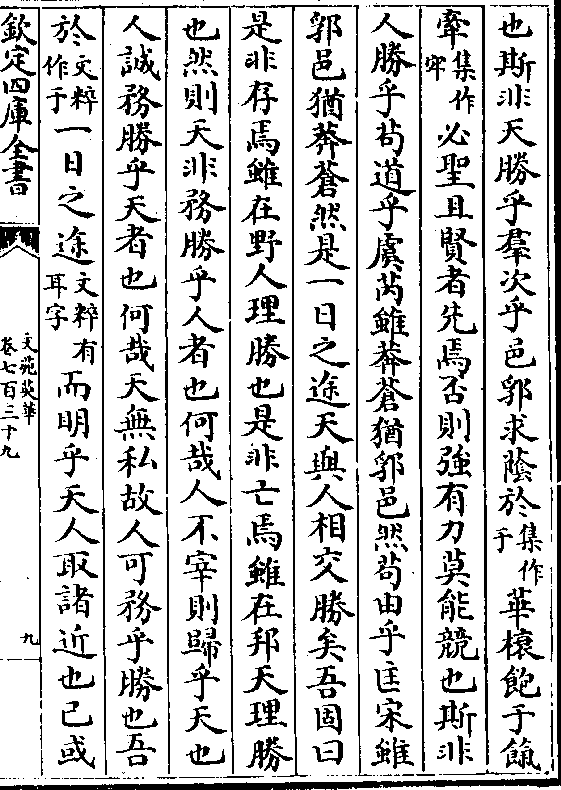 也斯非天勝乎羣次乎邑郛求䕃於集作于華榱飽于餼
牽集作牢必聖且賢者先焉否則強有力莫能競也斯非
人勝乎茍道乎虞芮雖莽蒼猶郛邑然茍由乎匡宋雖
郛邑猶莽蒼然是一日之途天與人相交勝矣吾固曰
是非存焉雖在野人理勝也是非亡焉雖在邦天理勝
也然則天非務勝乎人者也何哉人不宰則歸乎天也
人誠務勝乎天者也何哉天無私故人可務乎勝也吾
於文粹作于一日之途文粹有耳字而明乎天人取諸近也已或
欽定四庫全書
文苑英華
卷七百三十九
九